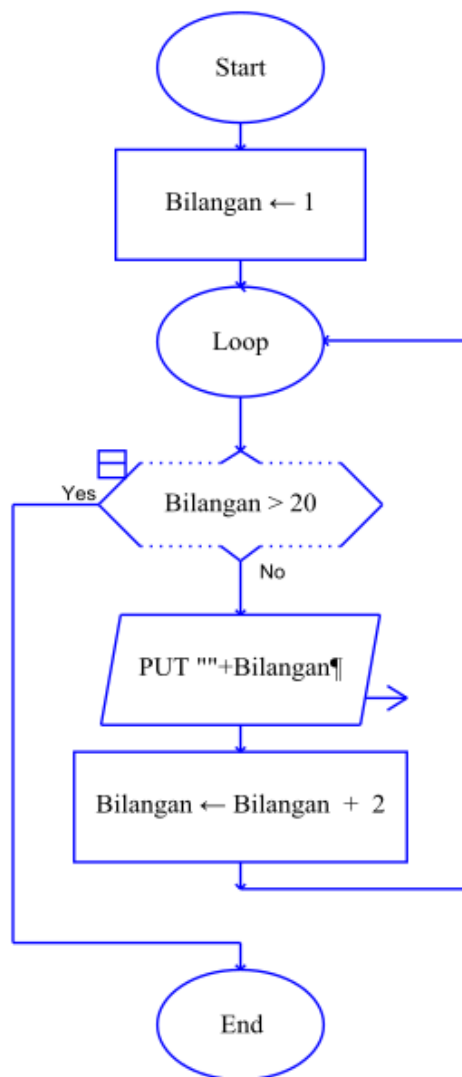 Start
Bilangan ← 1
Loop
Bilangan > 20
Yes
No
PUT ""+Bilangan¶
Bilangan ← Bilangan + 2
End